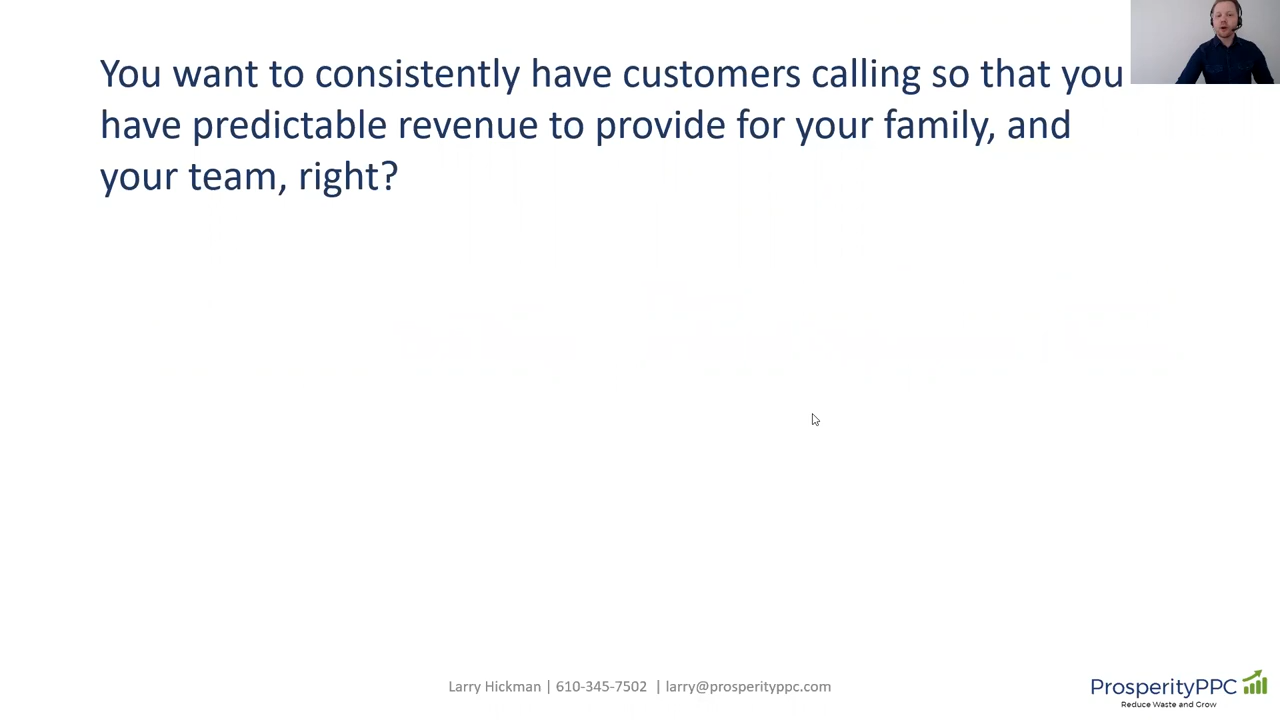 You want to consistently have customers calling so that you
have predictable revenue to provide for your family, and
your team, right?
Larry Hickman | 610-345-7502 | larry@prosperityppc.com
ProsperityPPC
Reduce Waste and Grow